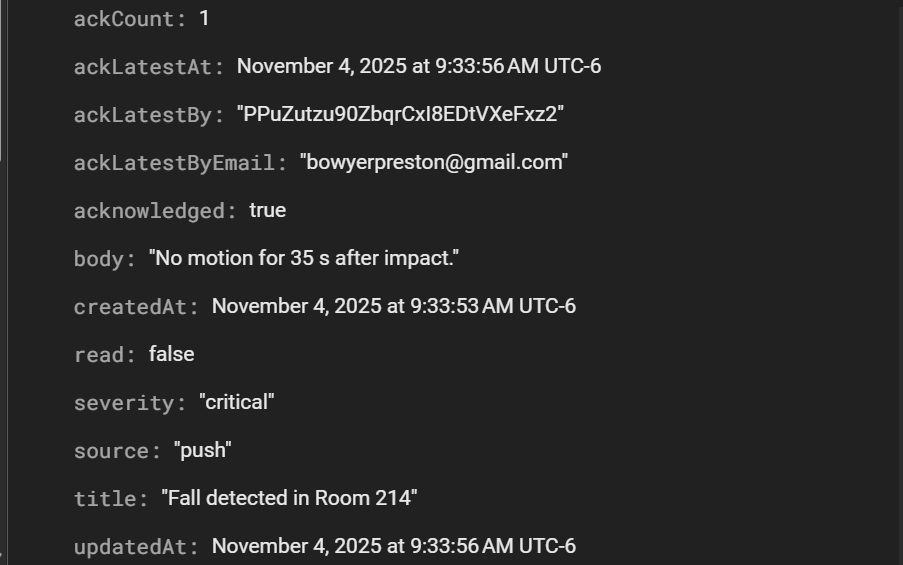 ackCount: 1
ackLatestAt: November 4, 2025 at 9:33:56 AM UTC-6
ackLatestBy: "PPuZutzu90ZbqrCxI8EDtVXeFxz2"
ackLatestByEmail: "bowyerpreston@gmail.com"
acknowledged: true
body: "No motion for 35 s after impact."
createdAt: November 4, 2025 at 9:33:53 AM UTC-6
read: false
severity: "critical"
source: "push"
title: "Fall detected in Room 214"
updatedAt: November 4, 2025 at 9:33:56 AM UTC-6